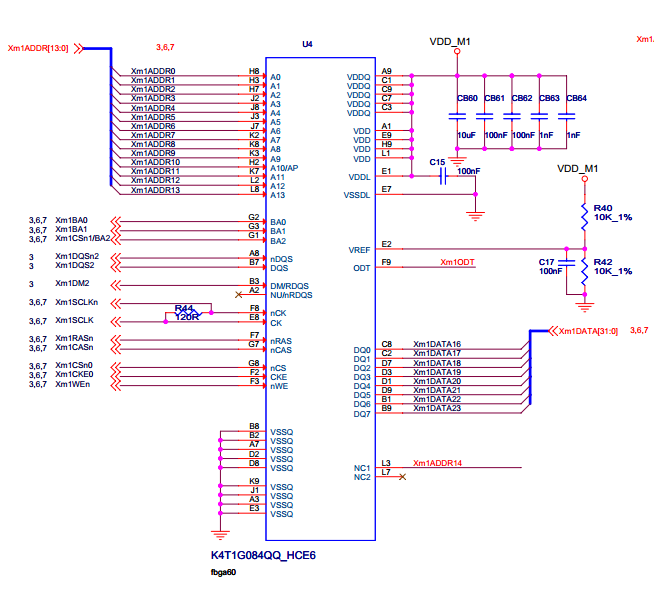 Xm1ADDR[13:0]
3,6,7
U4
VDD_M1
Xm1
Xm1ADDR0 H8 A0
Xm1ADDR1 H3 A1
Xm1ADDR2 H7 A2
Xm1ADDR3 J2 A3
Xm1ADDR4 J8 A4
Xm1ADDR5 J3 A5
Xm1ADDR6 J7 A6
Xm1ADDR7 K2 A7
Xm1ADDR8 K8 A8
Xm1ADDR9 K3 A9
Xm1ADDR10 H2 A10/AP
Xm1ADDR11 K7 A11
Xm1ADDR12 L2 A12
Xm1ADDR13 L8 A13
VDDQ A9
VDDQ C1
VDDQ C9
VDDQ C7
VDDQ C3
VDD A1
VDD E9
VDD H9
VDD L1
VDDL E1
VSSDL E7
CB60 CB61 CB62 CB63 CB64
10uF 100nF 100nF 1nF 1nF
C15
100nF
VDD_M1
R40
10K_1%
R42
10K_1%
C17
100nF
3,6,7 Xm1BA0 G2 BA0
3,6,7 Xm1BA1 G3 BA1
3,6,7 Xm1CSn1/BA2 G1 BA2
3 Xm1DQSn2 A8 nDQS
3 Xm1DQS2 B7 DQS
3 Xm1DM2 B3 DM/RDQS
A2 NU/nRDQS
3,6,7 Xm1SCLKn F8 nCK
R44
120R
3,6,7 Xm1SCLK E8 CK
3,6,7 Xm1RASn F7 nRAS
3,6,7 Xm1CASn G7 nCAS
3,6,7 Xm1CSn0 G8 nCS
3,6,7 Xm1CKE0 F2 CKE
3,6,7 Xm1WEn F3 nWE
VREF E2
ODT F9 Xm1ODT
Xm1DATA[31:0] 3,6,7
DQ0 C8 Xm1DATA16
DQ1 C2 Xm1DATA17
DQ2 D7 Xm1DATA18
DQ3 D3 Xm1DATA19
DQ4 D1 Xm1DATA20
DQ5 D9 Xm1DATA21
DQ6 B1 Xm1DATA22
DQ7 B9 Xm1DATA23
B8 VSSQ
B2 VSSQ
A7 VSSQ
D2 VSSQ
D8 VSSQ
K9 VSSQ
J1 VSSQ
A3 VSSQ
E3 VSSQ
NC1 L3 Xm1ADDR14
NC2 L7
K4T1G084QQ_HCE6
fbga60